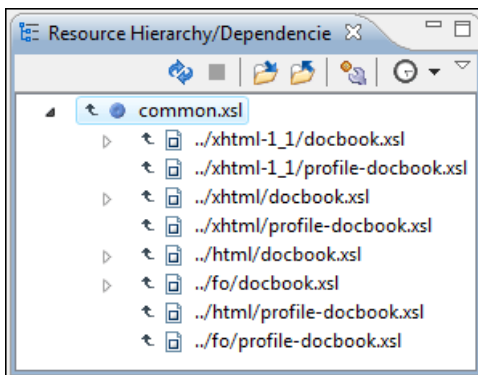 Resource Hierarchy/Dependencie
common.xsl
../xhtml-1_1/docbook.xsl
../xhtml-1_1/profile-docbook.xsl
../xhtml/docbook.xsl
../xhtml/profile-docbook.xsl
../html/docbook.xsl
../fo/docbook.xsl
../html/profile-docbook.xsl
../fo/profile-docbook.xsl